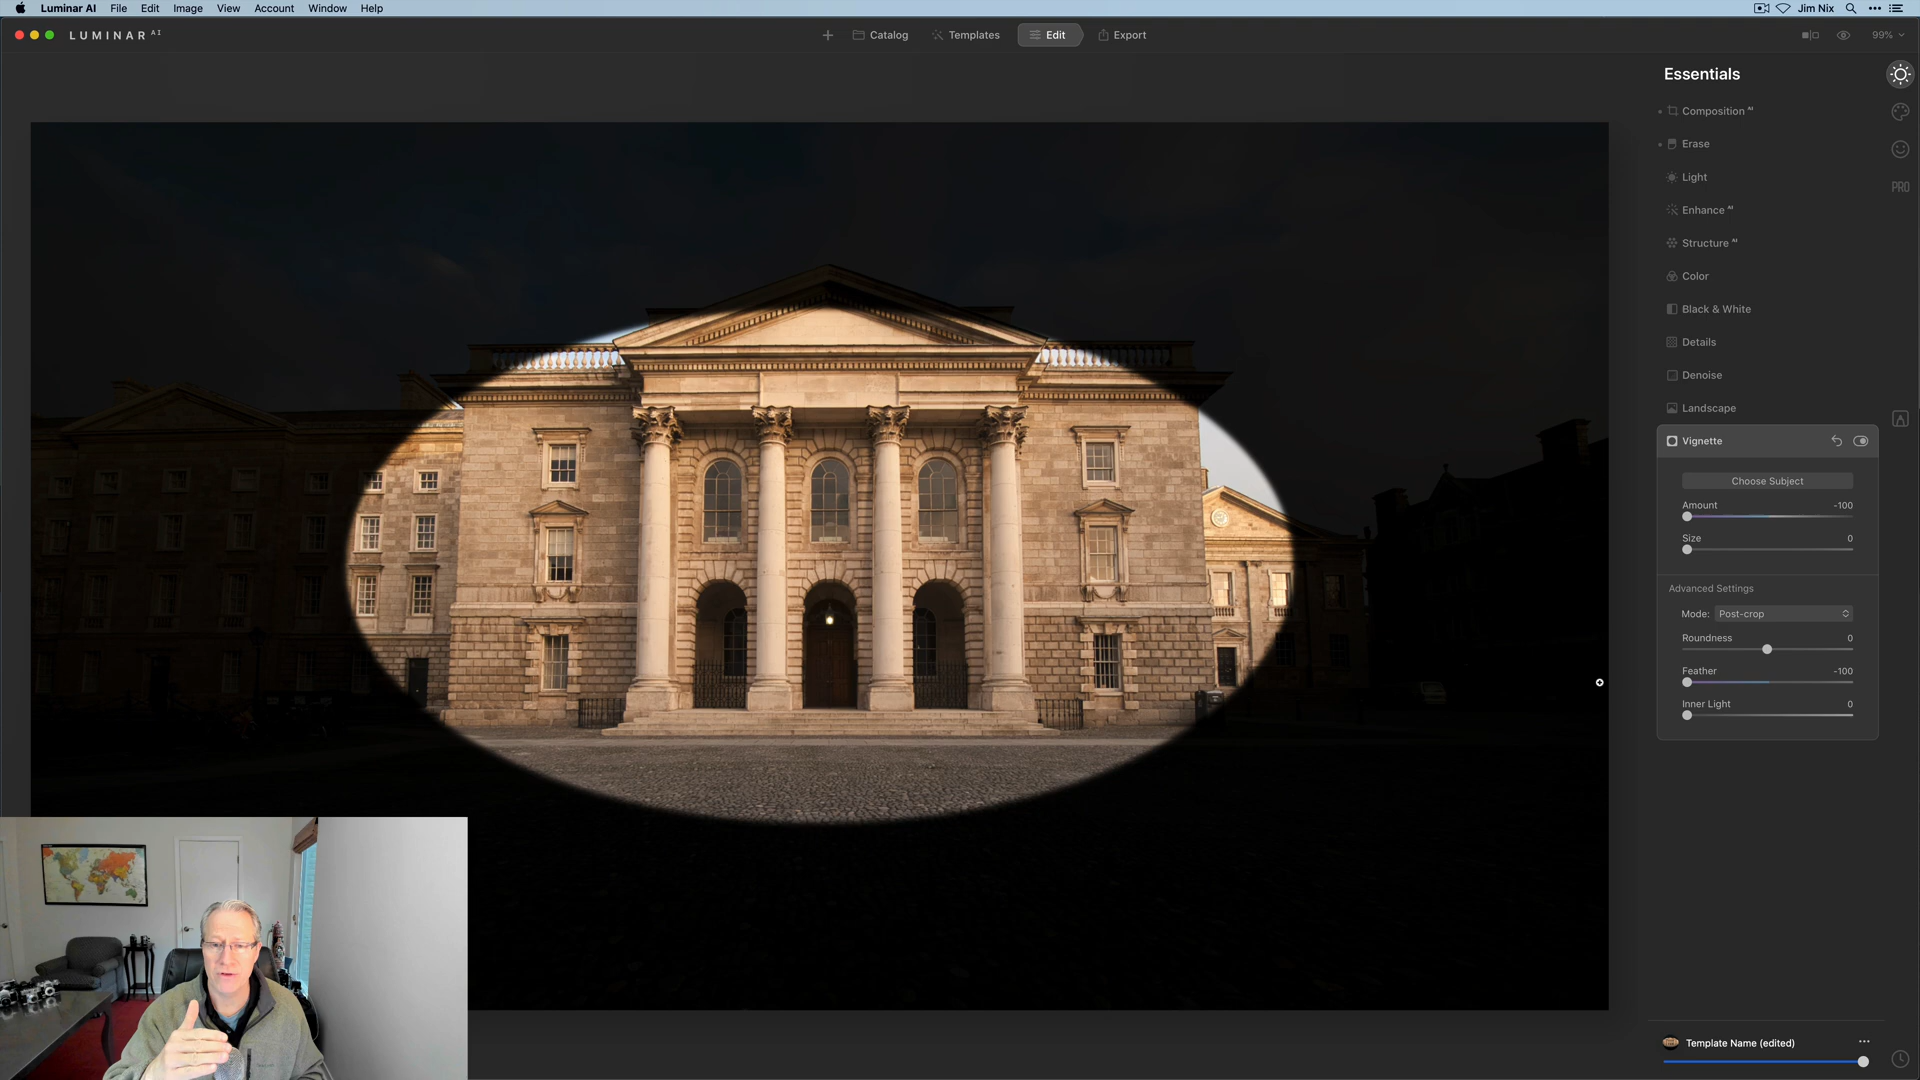 Luminar AI File Edit Image View Account Window Help Jim Nix
LUMINAR AI Catalog Templates Edit Export 99%
Essentials
Composition AI
Erase
Light
PRO
Enhance AI
Structure AI
Color
Black & White
Details
Denoise
Landscape
Vignette
Choose Subject
Amount -100
Size 0
Advanced Settings
Mode: Post-crop
Roundness 0
Feather -100
Inner Light 0
Template Name (edited)